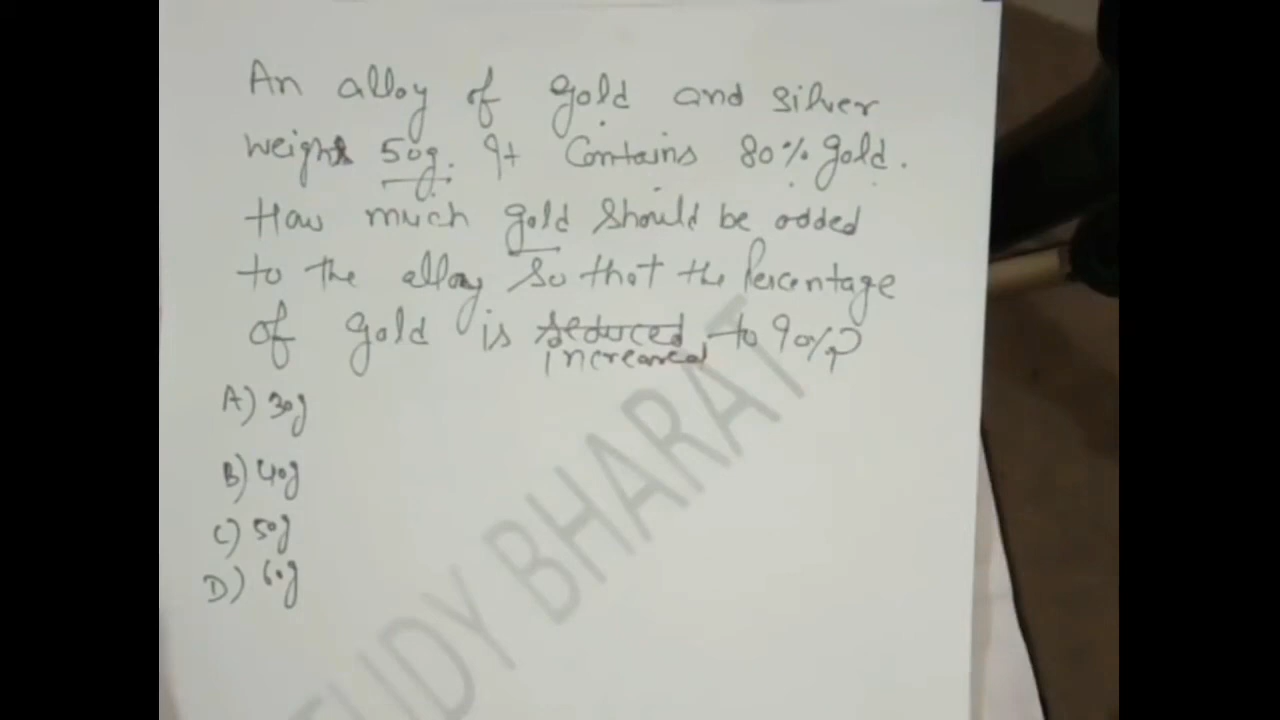 An alloy of gold and silver
weighs 50g. It contains 80% gold.
How much gold should be added
to the alloy so that the percentage
of gold is reduced to 90%?
increased
A) 30g
B) 40g
C) 50g
D) 60g
STUDY BHARAT